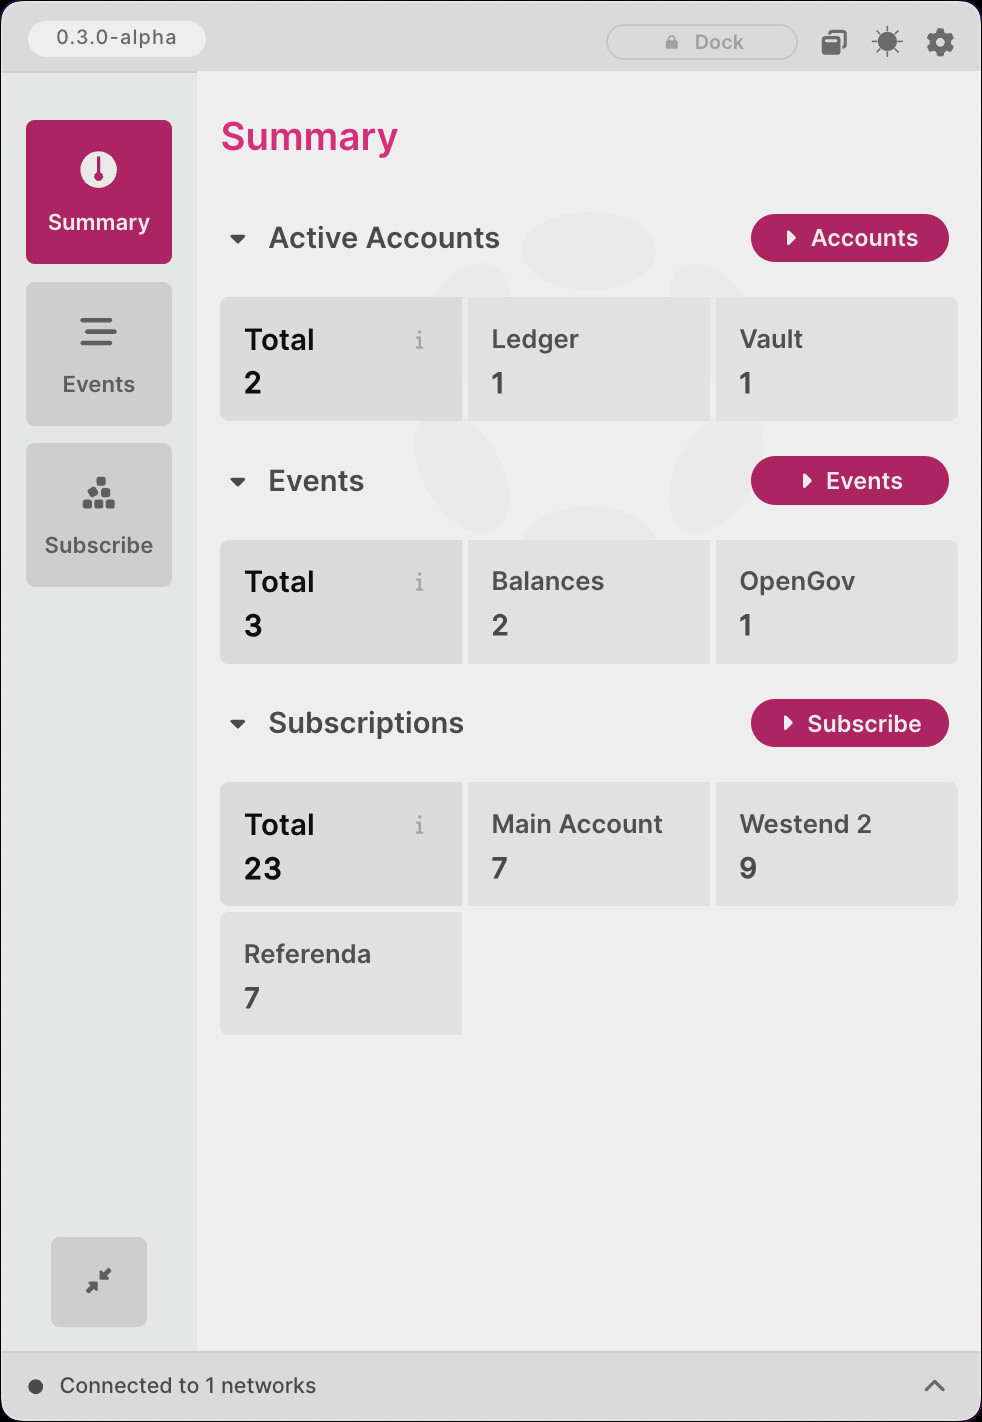 0.3.0-alpha
Dock
Summary
Events
Subscribe
Summary
Active Accounts
Accounts
Total
2
Ledger
1
Vault
1
Events
Events
Total
3
Balances
2
OpenGov
1
Subscriptions
Subscribe
Total
23
Main Account
7
Westend 2
9
Referenda
7
Connected to 1 networks